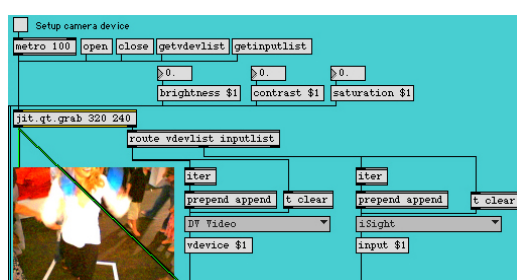 Setup camera device
metro 100 open close getvdevlist getinputlist
0. 0. 0.
brightness $1 contrast $1 saturation $1
jit.qt.grab 320 240
route vdevlist inputlist
iter iter
prepend append t clear prepend append t clear
DV Video iSight
vdevice $1 input $1